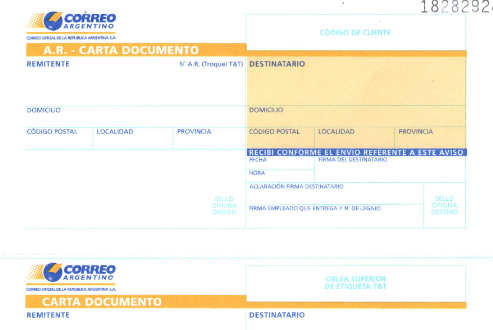 1828292
CORREO
ARGENTINO
CORREO OFICIAL DE LA REPUBLICA ARGENTINA S.A.
CÓDIGO DE CLIENTE
A.R. - CARTA DOCUMENTO
REMITENTE N° A.R. (Troquel T&T) DESTINATARIO
DOMICILIO DOMICILIO
CÓDIGO POSTAL LOCALIDAD PROVINCIA CÓDIGO POSTAL LOCALIDAD PROVINCIA
RECIBI CONFORME EL ENVIO REFERENTE A ESTE AVISO
FECHA FIRMA DEL DESTINATARIO
HORA
ACLARACIÓN FIRMA DESTINATARIO
SELLO
OFICINA
ORIGEN
SELLO
OFICINA
DESTINO
FIRMA EMPLEADO QUE ENTREGA Y N° DE LEGAJO
CORREO
ARGENTINO
CORREO OFICIAL DE LA REPUBLICA ARGENTINA S.A.
OBLEA SUPERIOR
DE ETIQUETA T&T
CARTA DOCUMENTO
REMITENTE DESTINATARIO